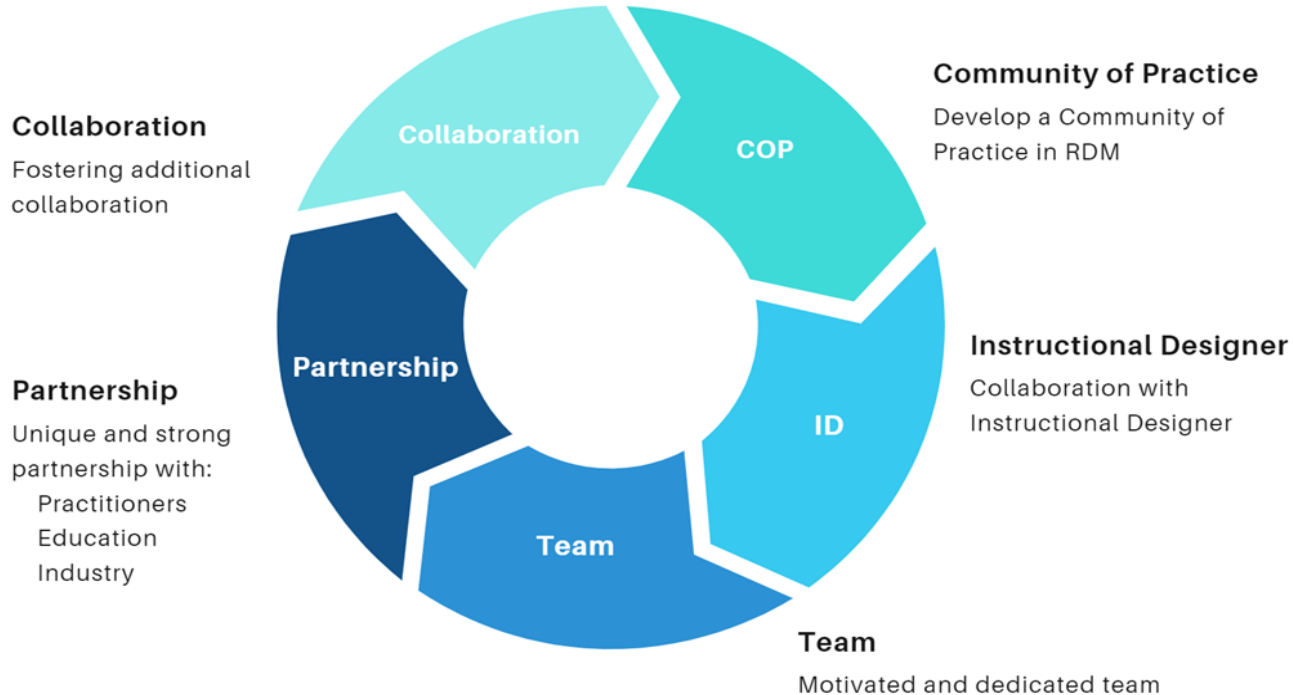 Collaboration
Fostering additional
collaboration
Partnership
Unique and strong
partnership with:
Practitioners
Education
Industry
Collaboration
COP
ID
Team
Partnership
Community of Practice
Develop a Community of
Practice in RDM
Instructional Designer
Collaboration with
Instructional Designer
Team
Motivated and dedicated team